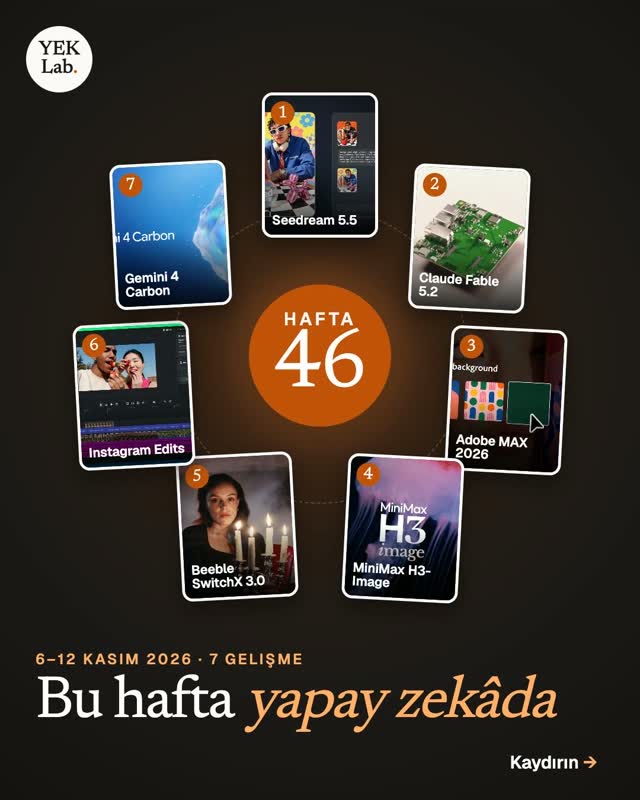 YEK
Lab.
1
Seedream 5.5
2
Claude Fable
5.2
3
background
Adobe MAX
2026
4
MiniMax
H3
image
MiniMax H3-
Image
5
Beeble
SwitchX 3.0
6
Instagram Edits
7
ni 4 Carbon
Gemini 4
Carbon
HAFTA
46
6–12 KASIM 2026 · 7 GELIŞME
Bu hafta yapay zekâda
Kaydırın →